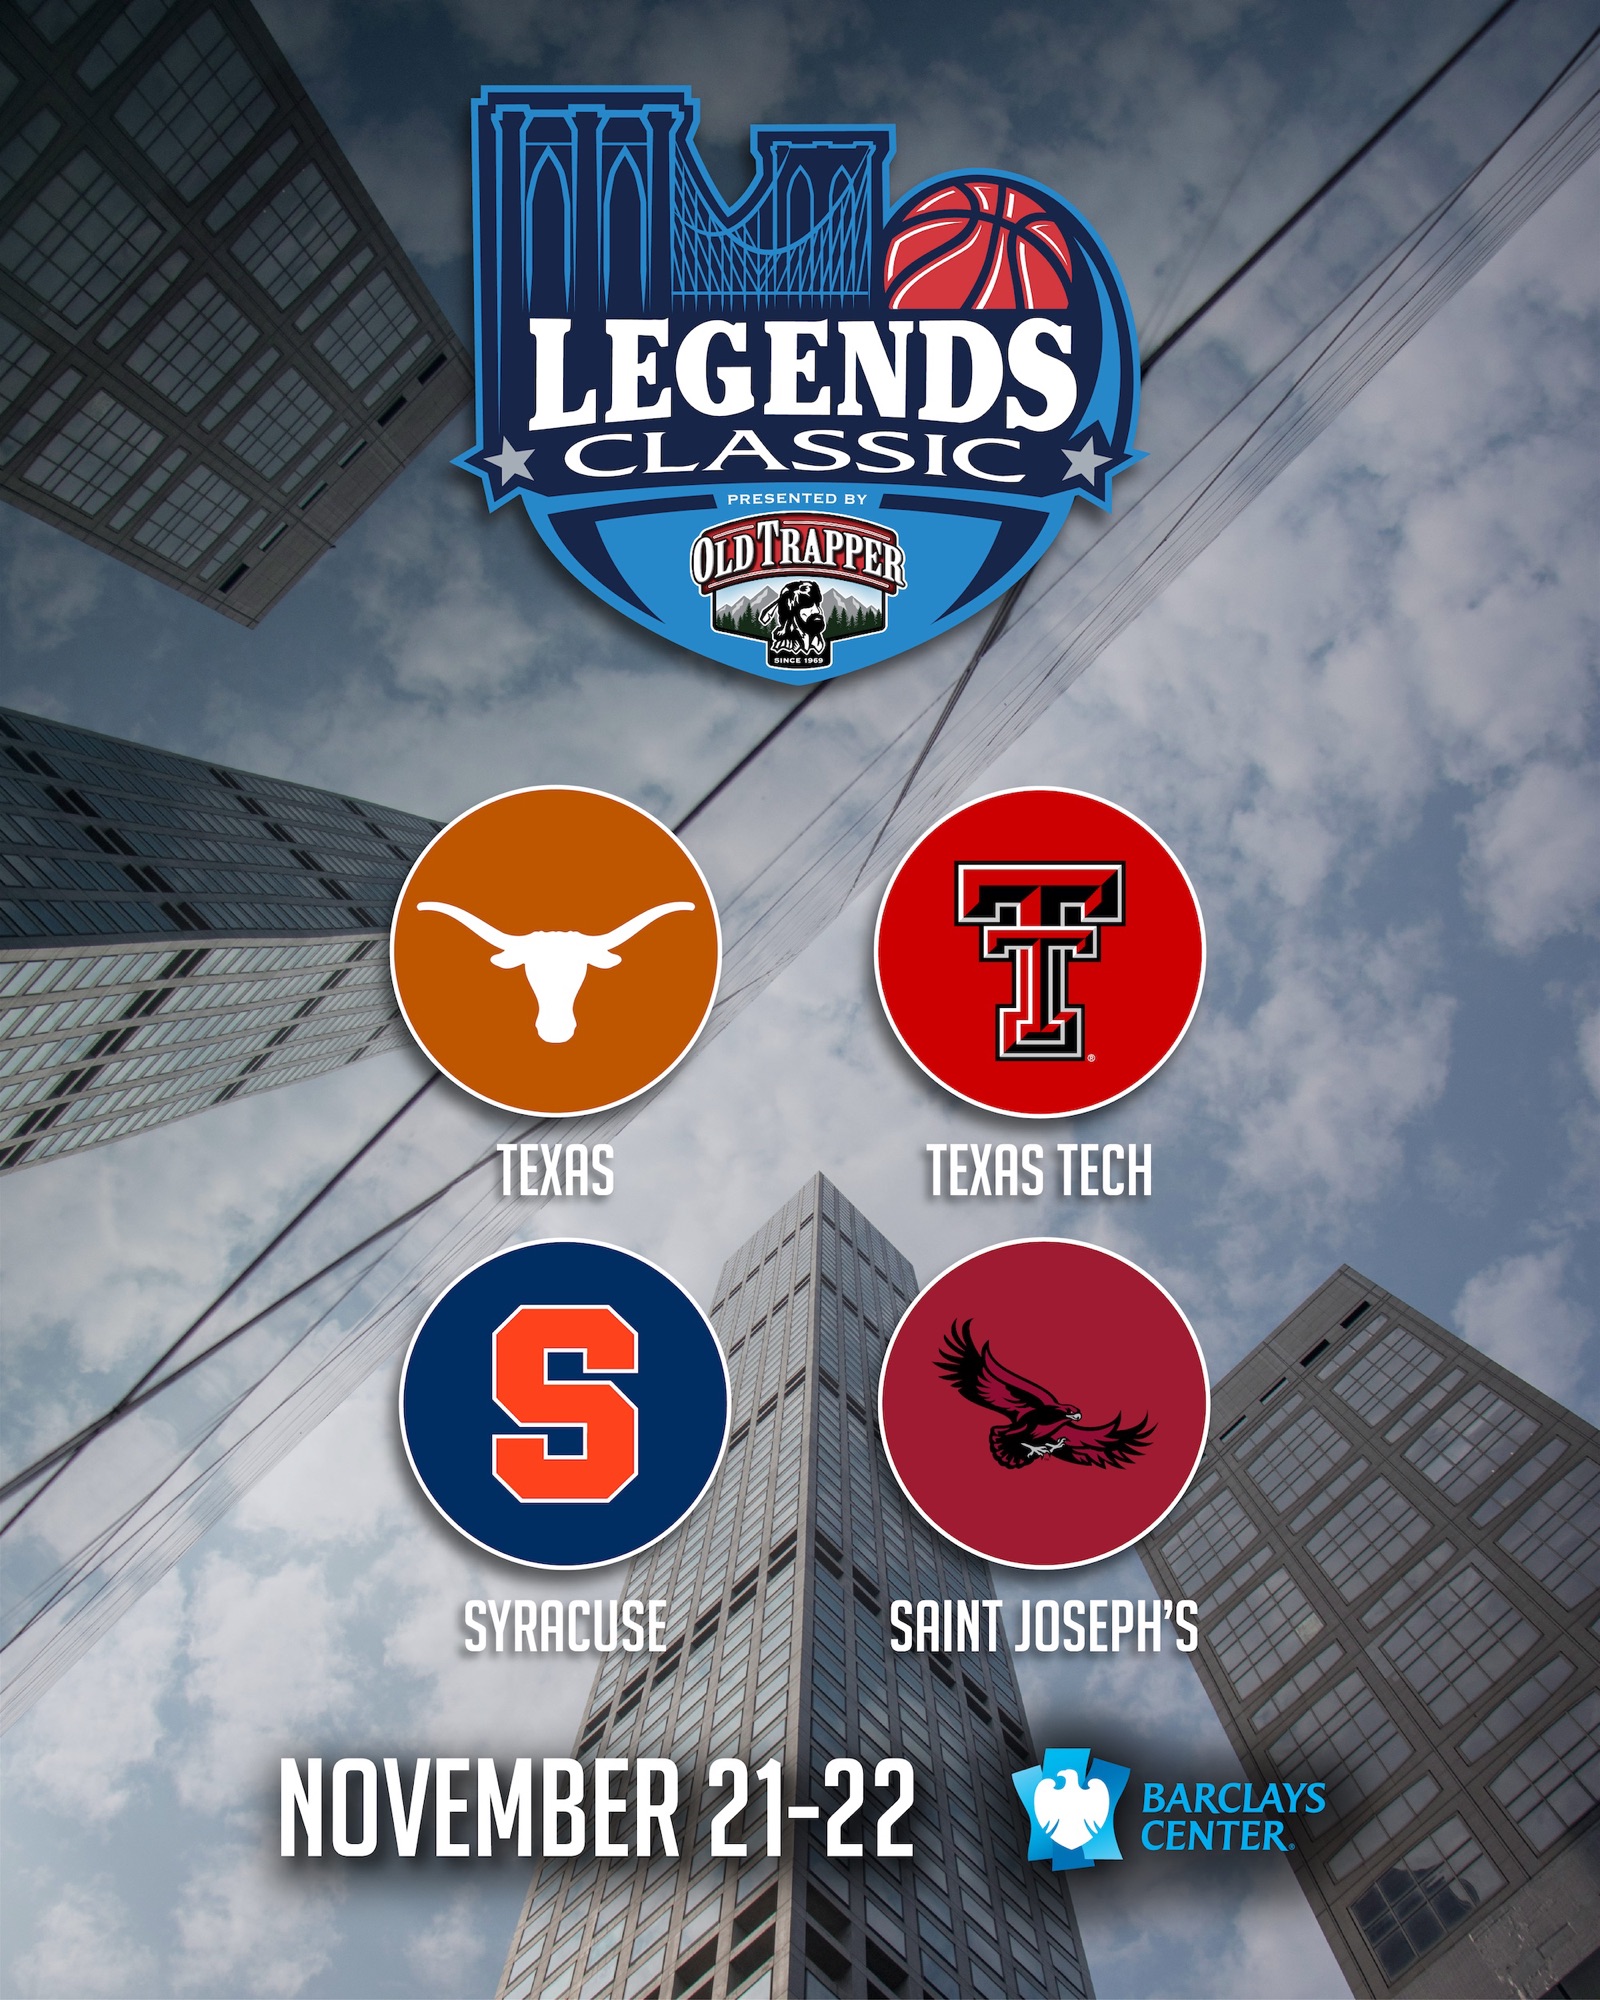 LEGENDS
CLASSIC
PRESENTED BY
OLD TRAPPER
SINCE 1969
TEXAS
TEXAS TECH
SYRACUSE
SAINT JOSEPH'S
NOVEMBER 21-22
BARCLAYS
CENTER.